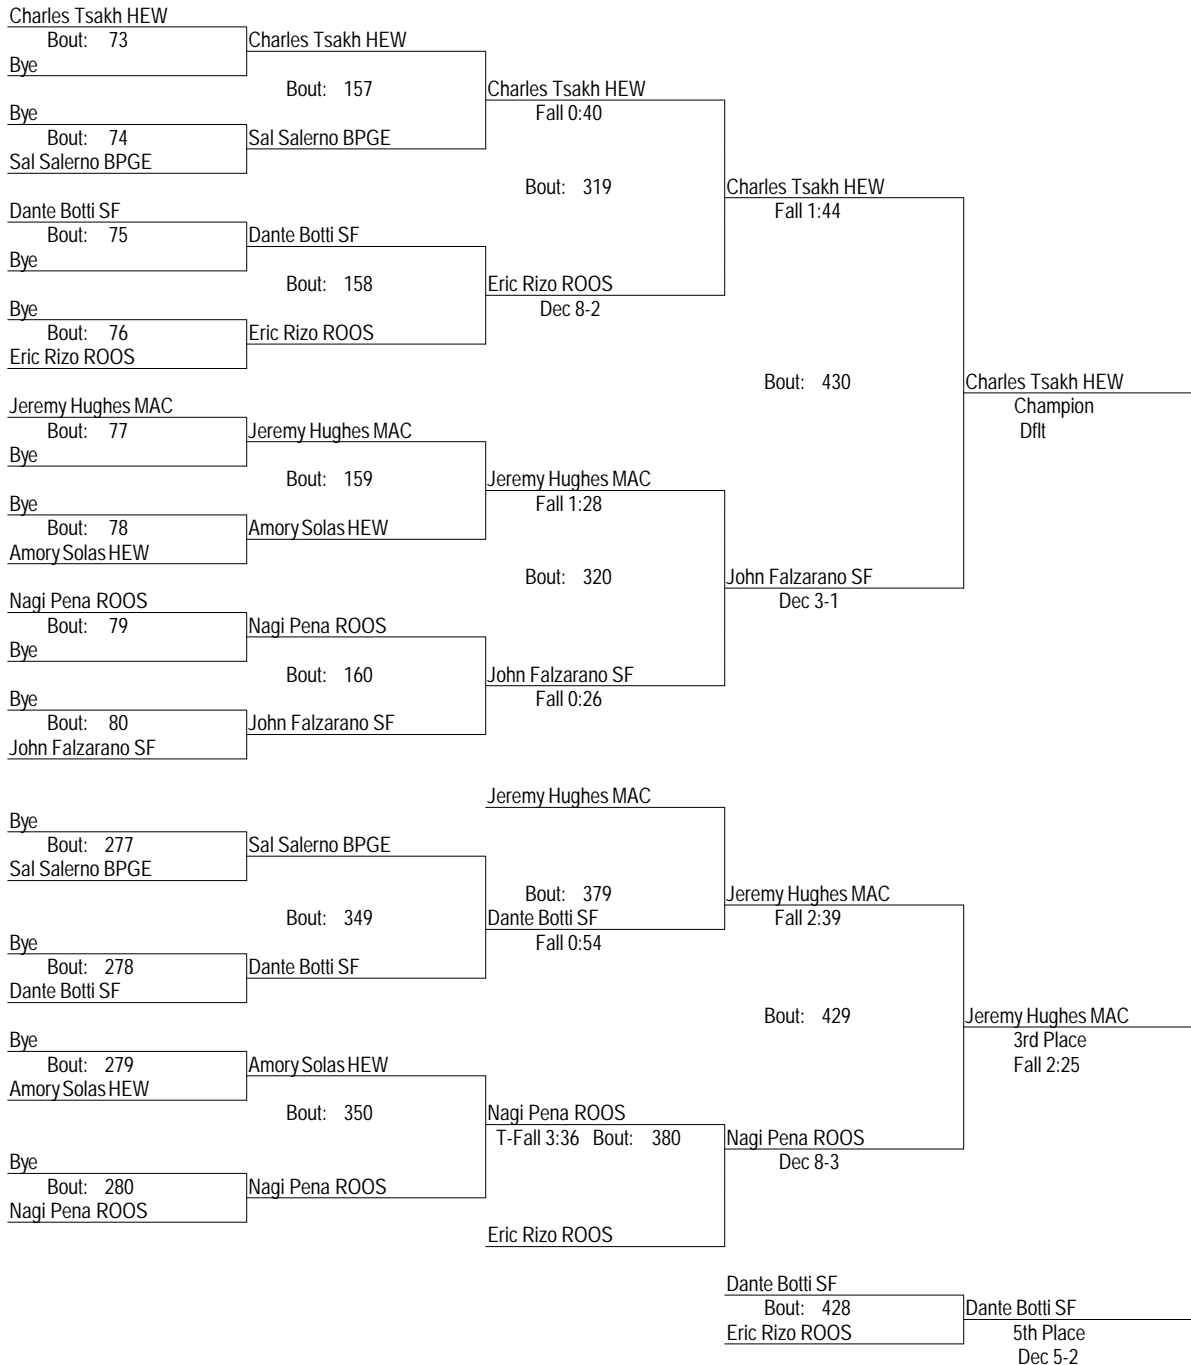 Charles Tsakh HEW
Bout: 73
Charles Tsakh HEW
Bye
Bout: 157
Charles Tsakh HEW
Bye
Fall 0:40
Bout: 74
Sal Salerno BPGE
Sal Salerno BPGE
Bout: 319
Charles Tsakh HEW
Dante Botti SF
Fall 1:44
Bout: 75
Dante Botti SF
Bye
Bout: 158
Eric Rizo ROOS
Bye
Dec 8-2
Bout: 76
Eric Rizo ROOS
Eric Rizo ROOS
Bout: 430
Charles Tsakh HEW
Jeremy Hughes MAC
Champion
Bout: 77
Jeremy Hughes MAC
Dflt
Bye
Bout: 159
Jeremy Hughes MAC
Bye
Fall 1:28
Bout: 78
Amory Solas HEW
Amory Solas HEW
Bout: 320
John Falzarano SF
Nagi Pena ROOS
Dec 3-1
Bout: 79
Nagi Pena ROOS
Bye
Bout: 160
John Falzarano SF
Bye
Fall 0:26
Bout: 80
John Falzarano SF
John Falzarano SF
Jeremy Hughes MAC
Bye
Bout: 277
Sal Salerno BPGE
Sal Salerno BPGE
Bout: 379
Jeremy Hughes MAC
Bout: 349
Dante Botti SF
Fall 2:39
Bye
Fall 0:54
Bout: 278
Dante Botti SF
Dante Botti SF
Bout: 429
Jeremy Hughes MAC
Bye
3rd Place
Bout: 279
Amory Solas HEW
Fall 2:25
Amory Solas HEW
Bout: 350
Nagi Pena ROOS
T-Fall 3:36 Bout: 380
Nagi Pena ROOS
Bye
Dec 8-3
Bout: 280
Nagi Pena ROOS
Nagi Pena ROOS
Eric Rizo ROOS
Dante Botti SF
Bout: 428
Dante Botti SF
Eric Rizo ROOS
5th Place
Dec 5-2